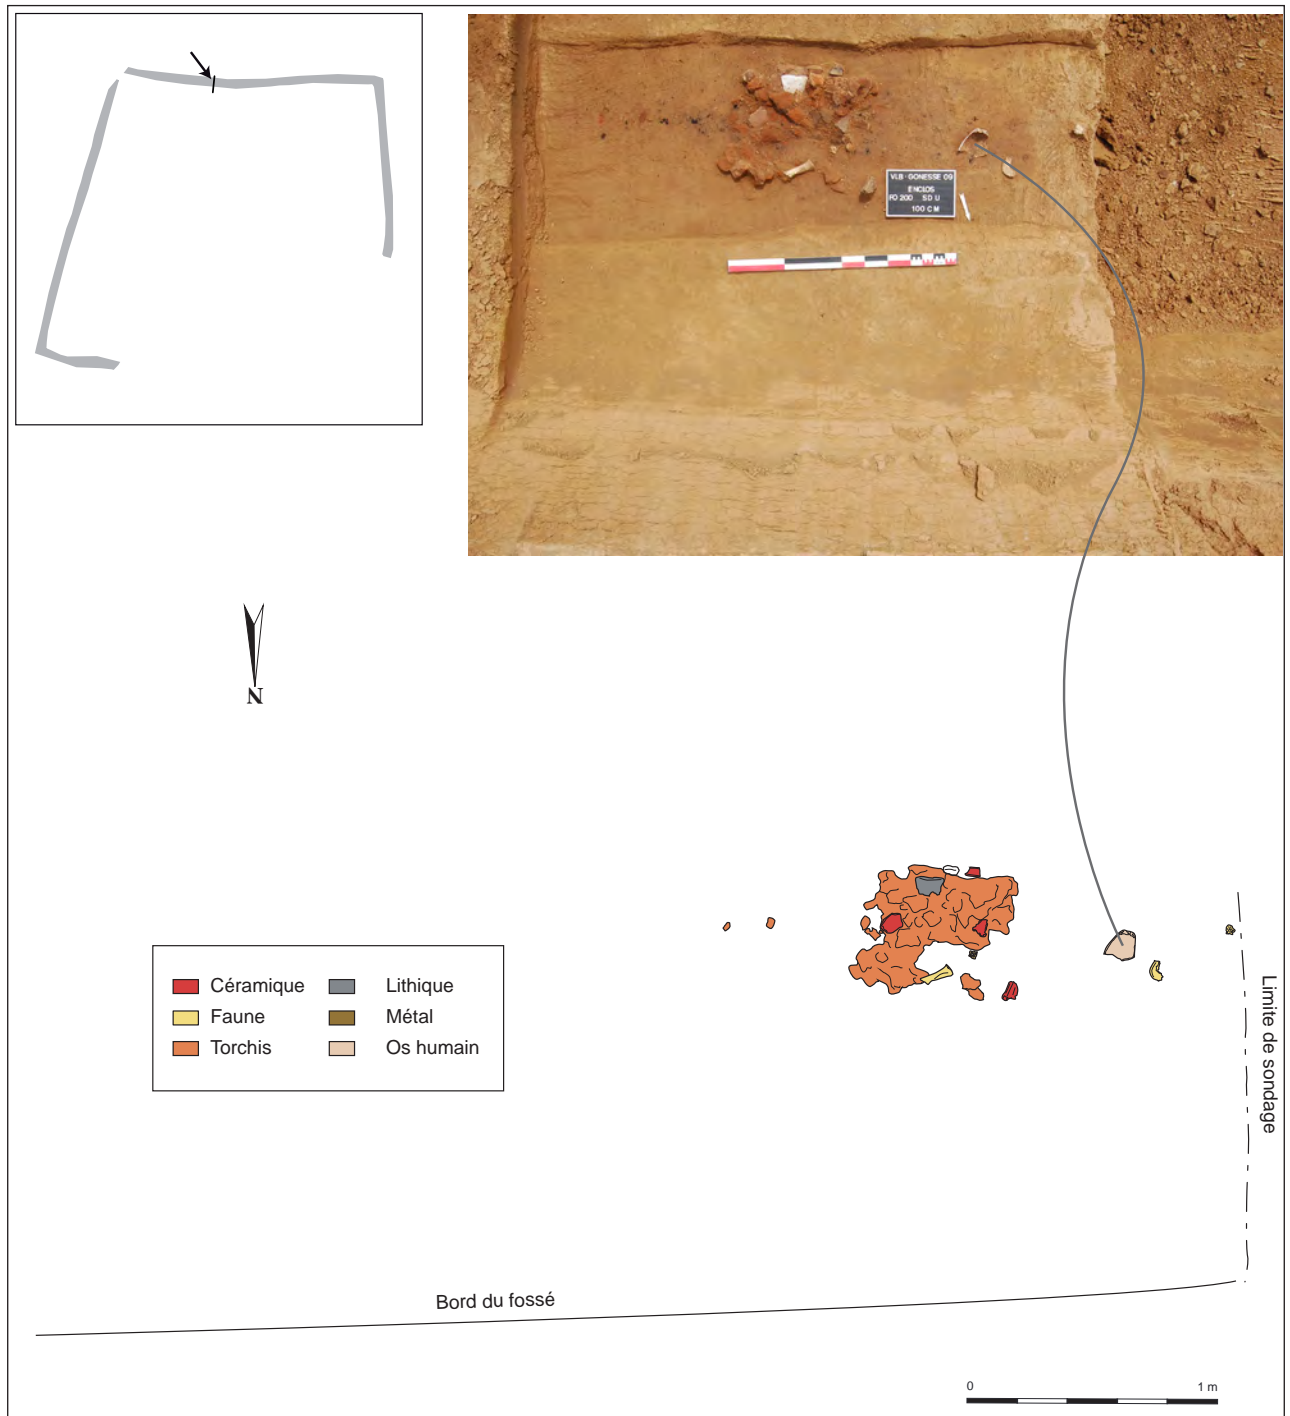 VLB - GONESSE 09
ENCLOS
FO 200 SD U
100 CM
N
Céramique
Faune
Torchis
Lithique
Métal
Os humain
Limite de sondage
Bord du fossé
0 1 m